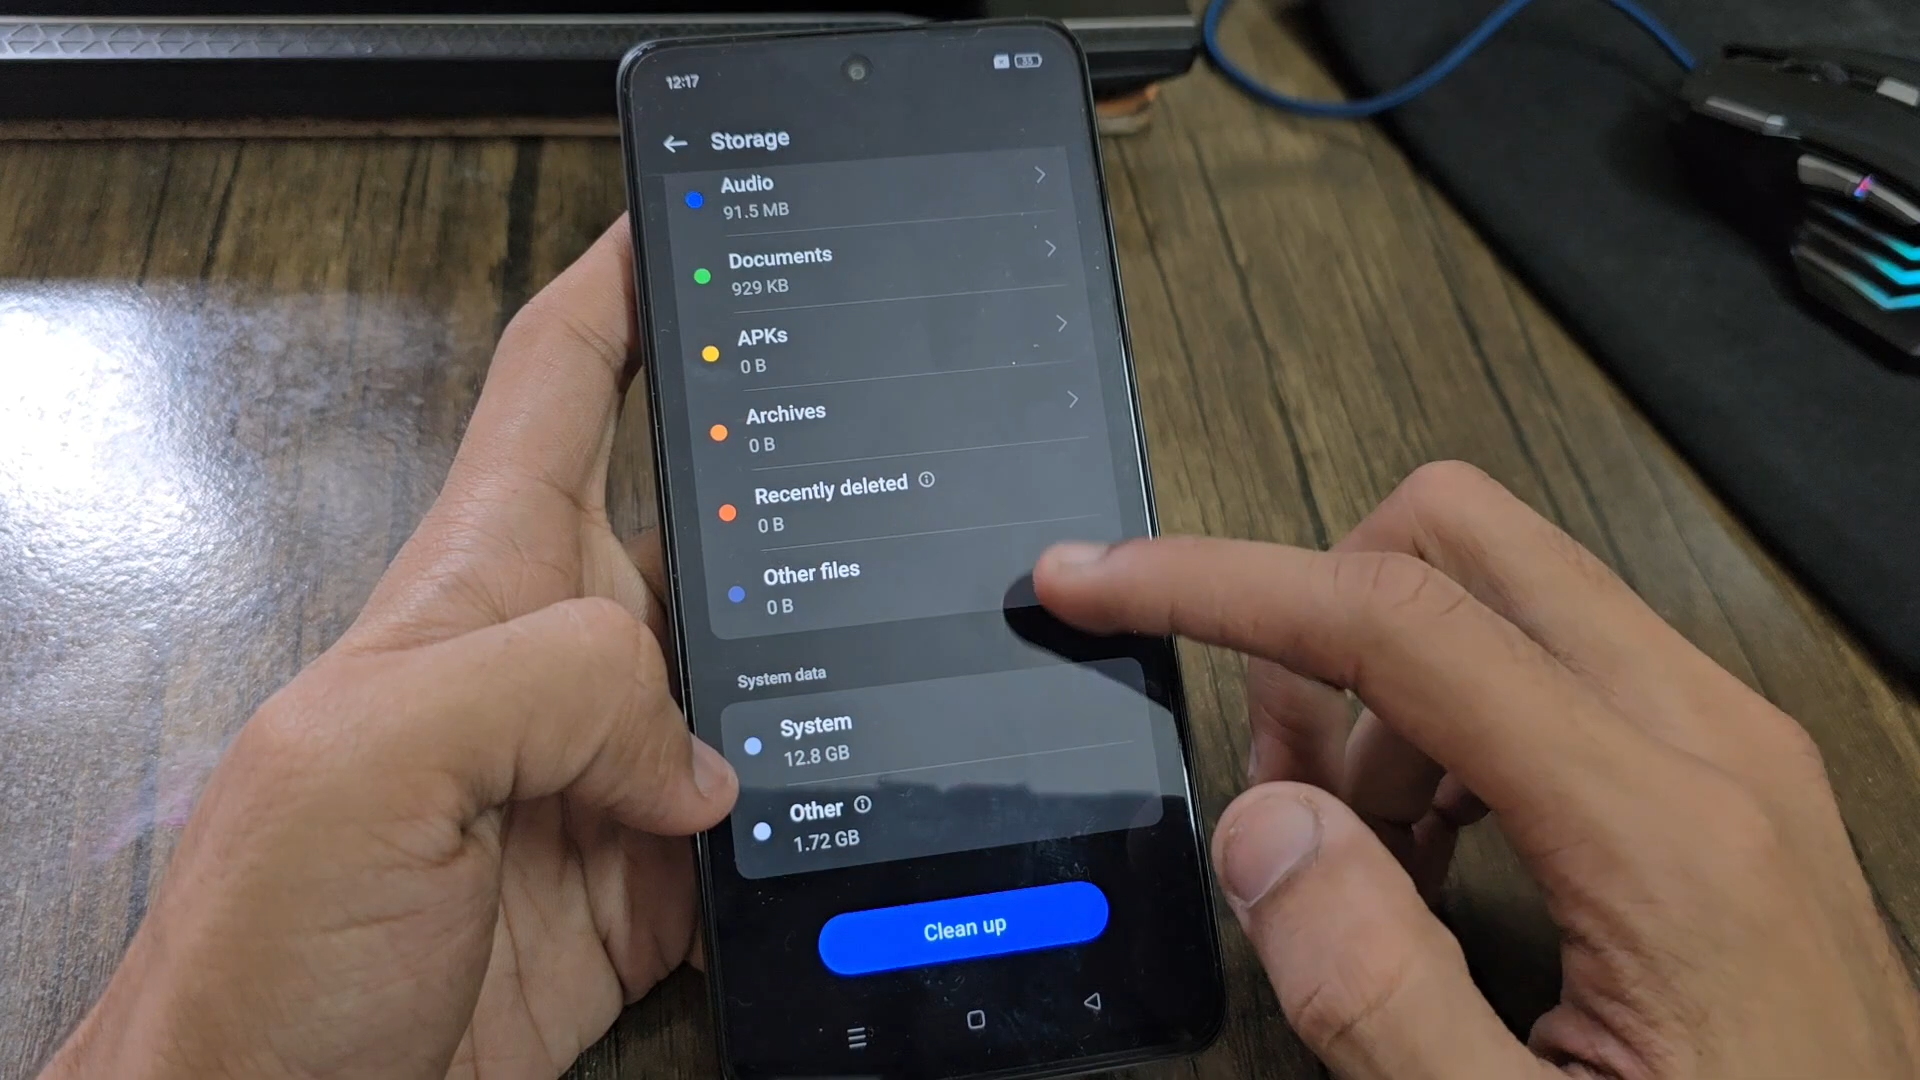 12:17
33
Storage
Audio
91.5 MB
Documents
929 KB
APKs
0 B
Archives
0 B
Recently deleted
0 B
Other files
0 B
System data
System
12.8 GB
Other
1.72 GB
Clean up